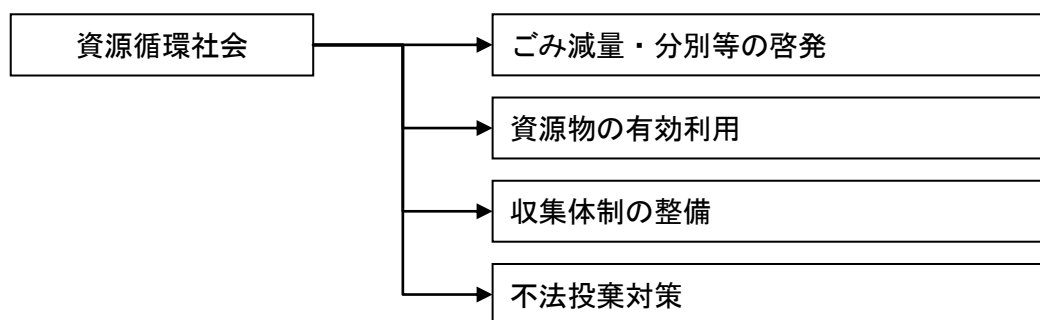 資源循環社会
ごみ減量・分別等の啓発
資源物の有効利用
収集体制の整備
不法投棄対策